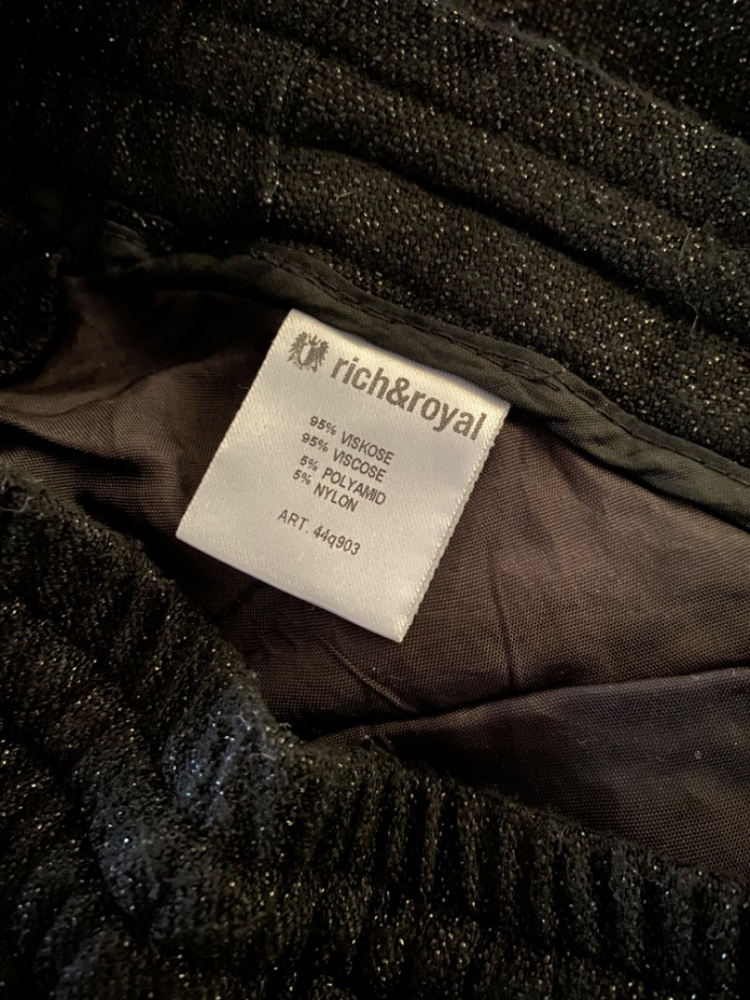 rich&royal
95% VISKOSE
95% VISCOSE
5% POLYAMID
5% NYLON
ART. 44q903